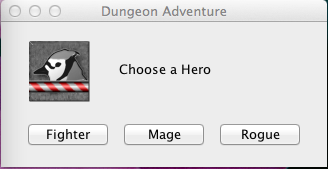 Dungeon Adventure
Choose a Hero
Fighter
Mage
Rogue